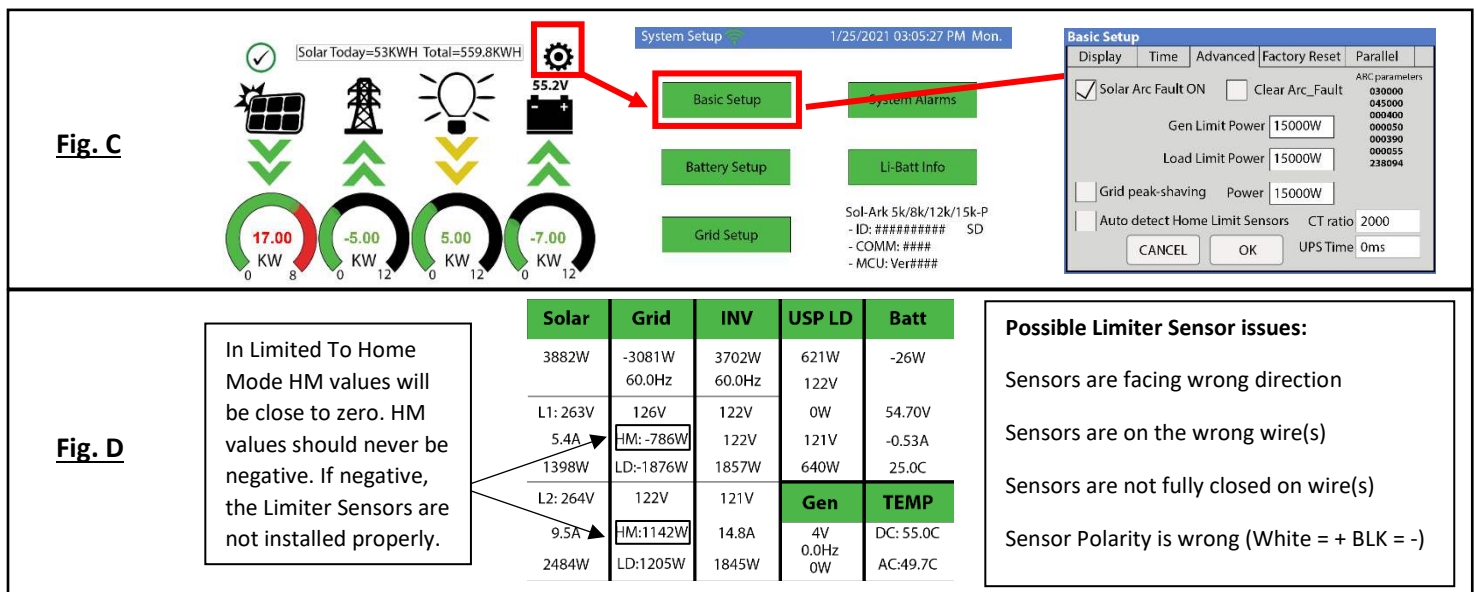 Fig. C
Solar Today=53KWH Total=559.8KWH
55.2V
17.00
KW
0 8
-5.00
KW
0 12
5.00
KW
0 12
-7.00
KW
0 12
System Setup 1/25/2021 03:05:27 PM Mon.
Basic Setup System Alarms
Battery Setup Li-Batt Info
Grid Setup
Sol-Ark 5k/8k/12k/15k-P
- ID: ########## SD
- COMM: ####
- MCU: Ver####
Basic Setup
Display Time Advanced Factory Reset Parallel
Solar Arc Fault ON Clear Arc_Fault
Gen Limit Power 15000W
Load Limit Power 15000W
Grid peak-shaving Power 15000W
Auto detect Home Limit Sensors CT ratio 2000
CANCEL OK UPS Time 0ms
ARC parameters
030000
045000
000400
000050
000390
000055
238094
Fig. D
In Limited To Home
Mode HM values will
be close to zero. HM
values should never be
negative. If negative,
the Limiter Sensors are
not installed properly.
Solar Grid INV USP LD Batt
3882W -3081W 3702W 621W -26W
60.0Hz 60.0Hz 122V
L1: 263V 126V 122V 0W 54.70V
5.4A HM: -786W 122V 121V -0.53A
1398W LD:-1876W 1857W 640W 25.0C
L2: 264V 122V 121V Gen TEMP
9.5A HM:1142W 14.8A 4V DC: 55.0C
0.0Hz
2484W LD:1205W 1845W 0W AC:49.7C
Possible Limiter Sensor issues:
Sensors are facing wrong direction
Sensors are on the wrong wire(s)
Sensors are not fully closed on wire(s)
Sensor Polarity is wrong (White = + BLK = -)